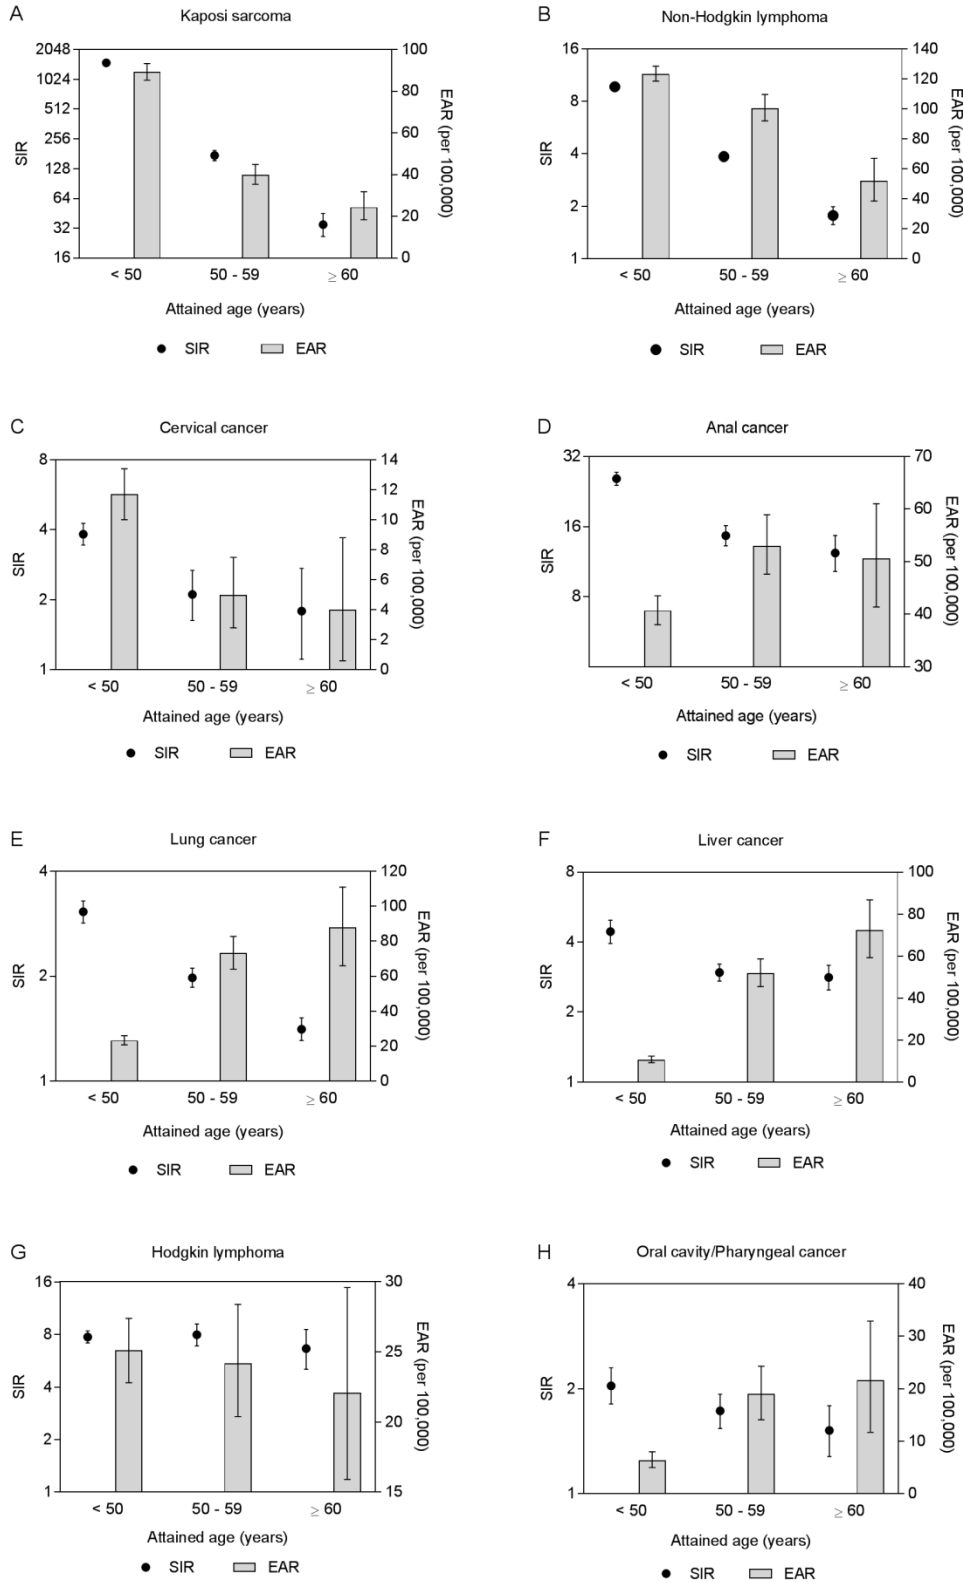 A
Kaposi sarcoma
2048
1024
512
256
128
64
32
16
SIR
100
80
60
40
20
0
EAR (per 100,000)
< 50
50 - 59
≥ 60
Attained age (years)
SIR
EAR
B
Non-Hodgkin lymphoma
16
8
4
2
1
SIR
140
120
100
80
60
40
20
0
EAR (per 100,000)
< 50
50 - 59
≥ 60
Attained age (years)
SIR
EAR
C
Cervical cancer
8
4
2
1
SIR
14
12
10
8
6
4
2
0
EAR (per 100,000)
< 50
50 - 59
≥ 60
Attained age (years)
SIR
EAR
D
Anal cancer
32
16
8
SIR
70
60
50
40
30
EAR (per 100,000)
< 50
50 - 59
≥ 60
Attained age (years)
SIR
EAR
E
Lung cancer
4
2
1
SIR
120
100
80
60
40
20
0
EAR (per 100,000)
< 50
50 - 59
≥ 60
Attained age (years)
SIR
EAR
F
Liver cancer
8
4
2
1
SIR
100
80
60
40
20
0
EAR (per 100,000)
< 50
50 - 59
≥ 60
Attained age (years)
SIR
EAR
G
Hodgkin lymphoma
16
8
4
2
1
SIR
30
25
20
15
EAR (per 100,000)
< 50
50 - 59
≥ 60
Attained age (years)
SIR
EAR
H
Oral cavity/Pharyngeal cancer
4
2
1
SIR
40
30
20
10
0
EAR (per 100,000)
< 50
50 - 59
≥ 60
Attained age (years)
SIR
EAR